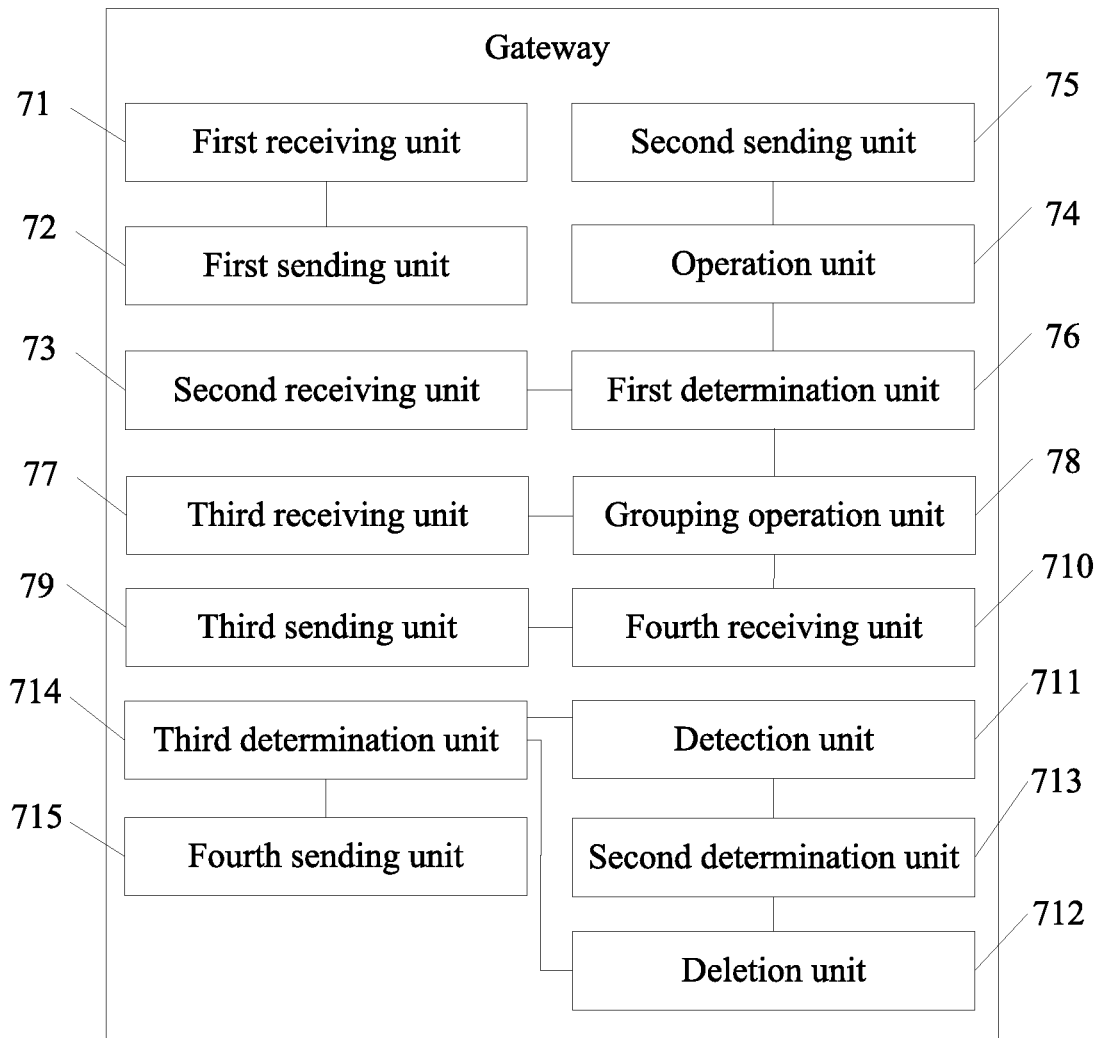 Gateway
71
First receiving unit
75
Second sending unit
72
First sending unit
74
Operation unit
73
Second receiving unit
76
First determination unit
77
Third receiving unit
78
Grouping operation unit
79
Third sending unit
710
Fourth receiving unit
714
Third determination unit
711
Detection unit
715
Fourth sending unit
713
Second determination unit
712
Deletion unit